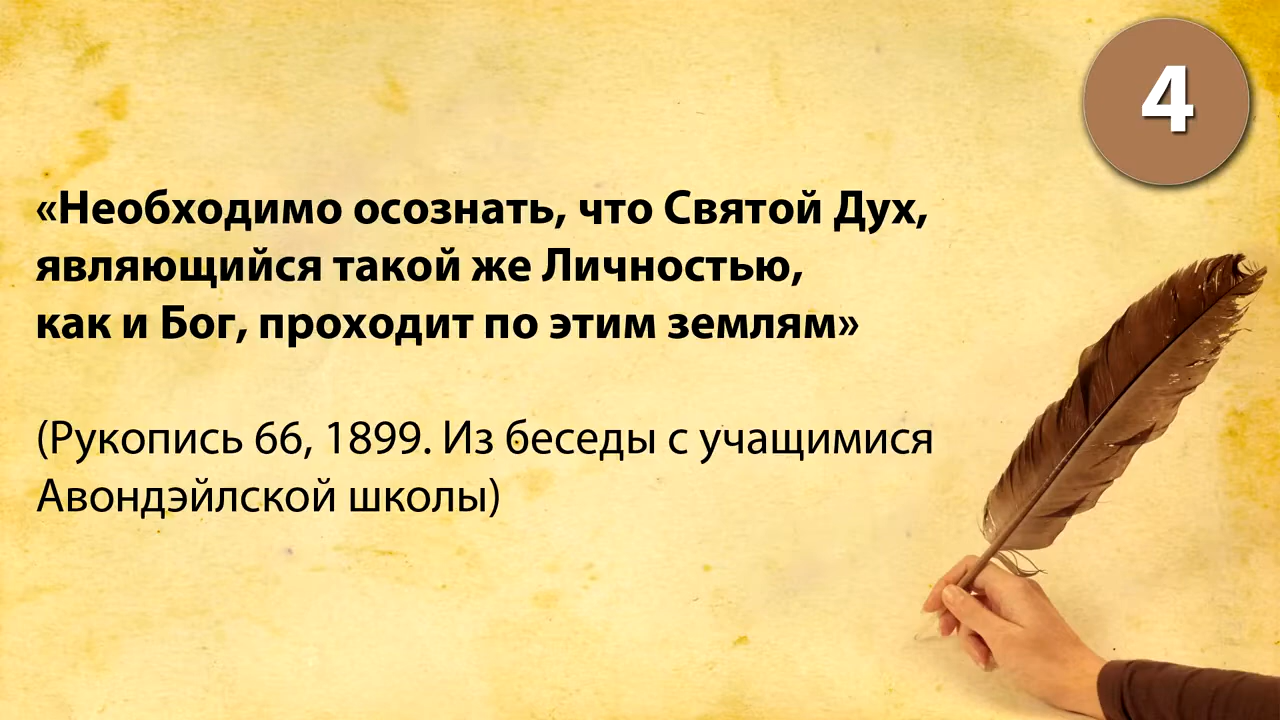 4
«Необходимо осознать, что Святой Дух,
являющийся такой же Личностью,
как и Бог, проходит по этим землям»
(Рукопись 66, 1899. Из беседы с учащимися
Авондэйлской школы)